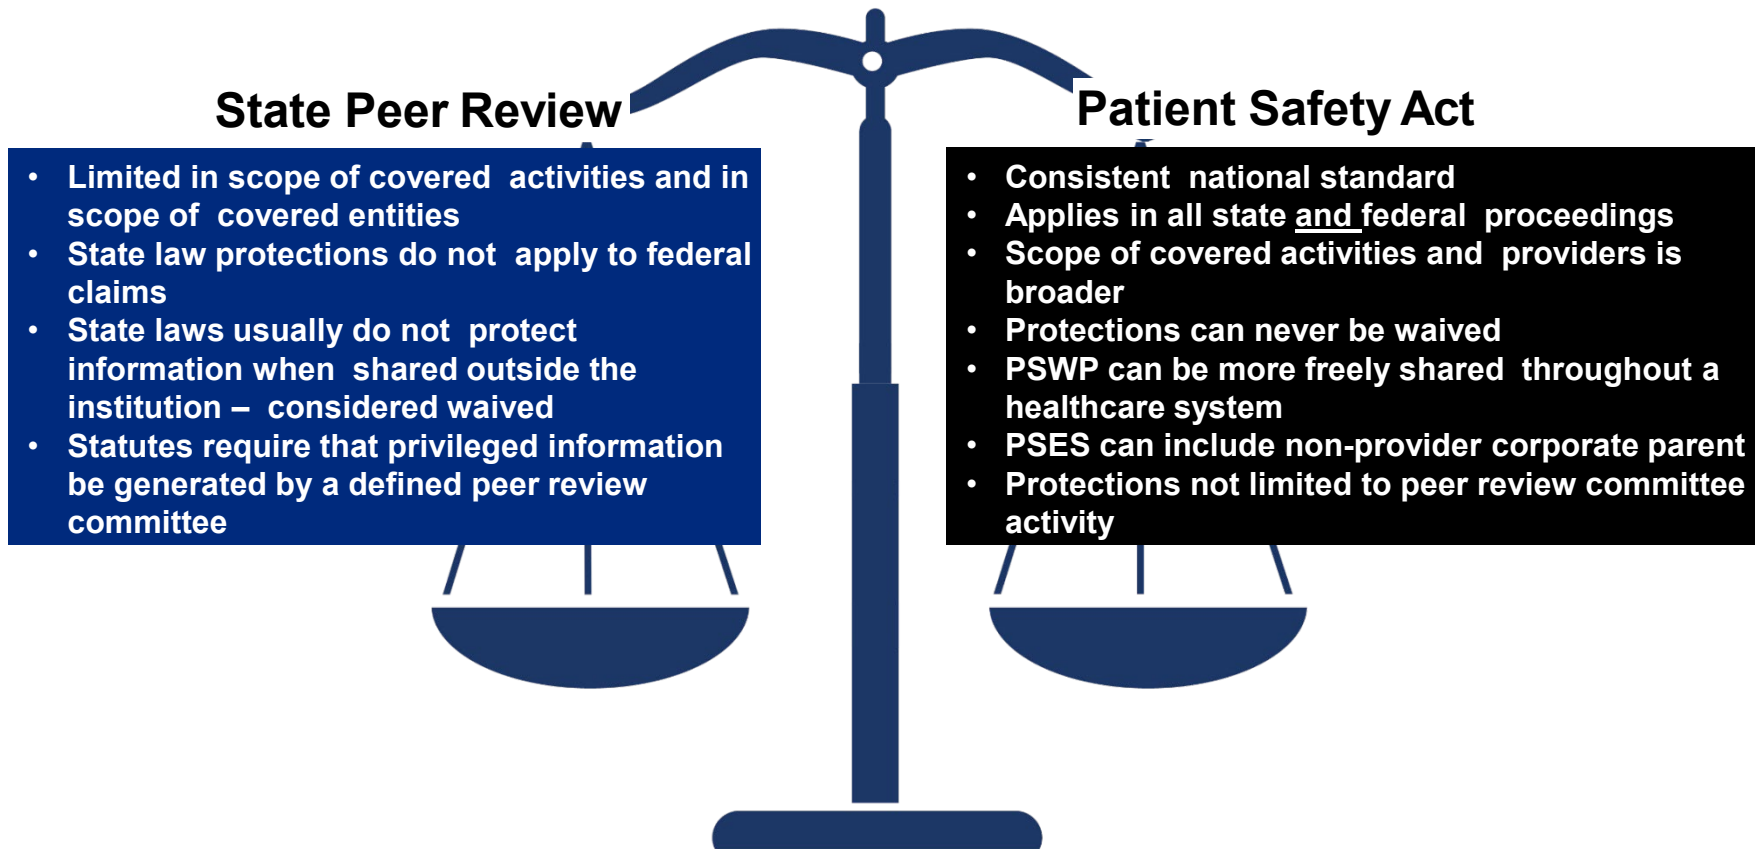 State Peer Review
• Limited in scope of covered activities and in
scope of covered entities
• State law protections do not apply to federal
claims
• State laws usually do not protect
information when shared outside the
institution – considered waived
• Statutes require that privileged information
be generated by a defined peer review
committee
Patient Safety Act
• Consistent national standard
• Applies in all state and federal proceedings
• Scope of covered activities and providers is
broader
• Protections can never be waived
• PSWP can be more freely shared throughout a
healthcare system
• PSES can include non-provider corporate parent
• Protections not limited to peer review committee
activity